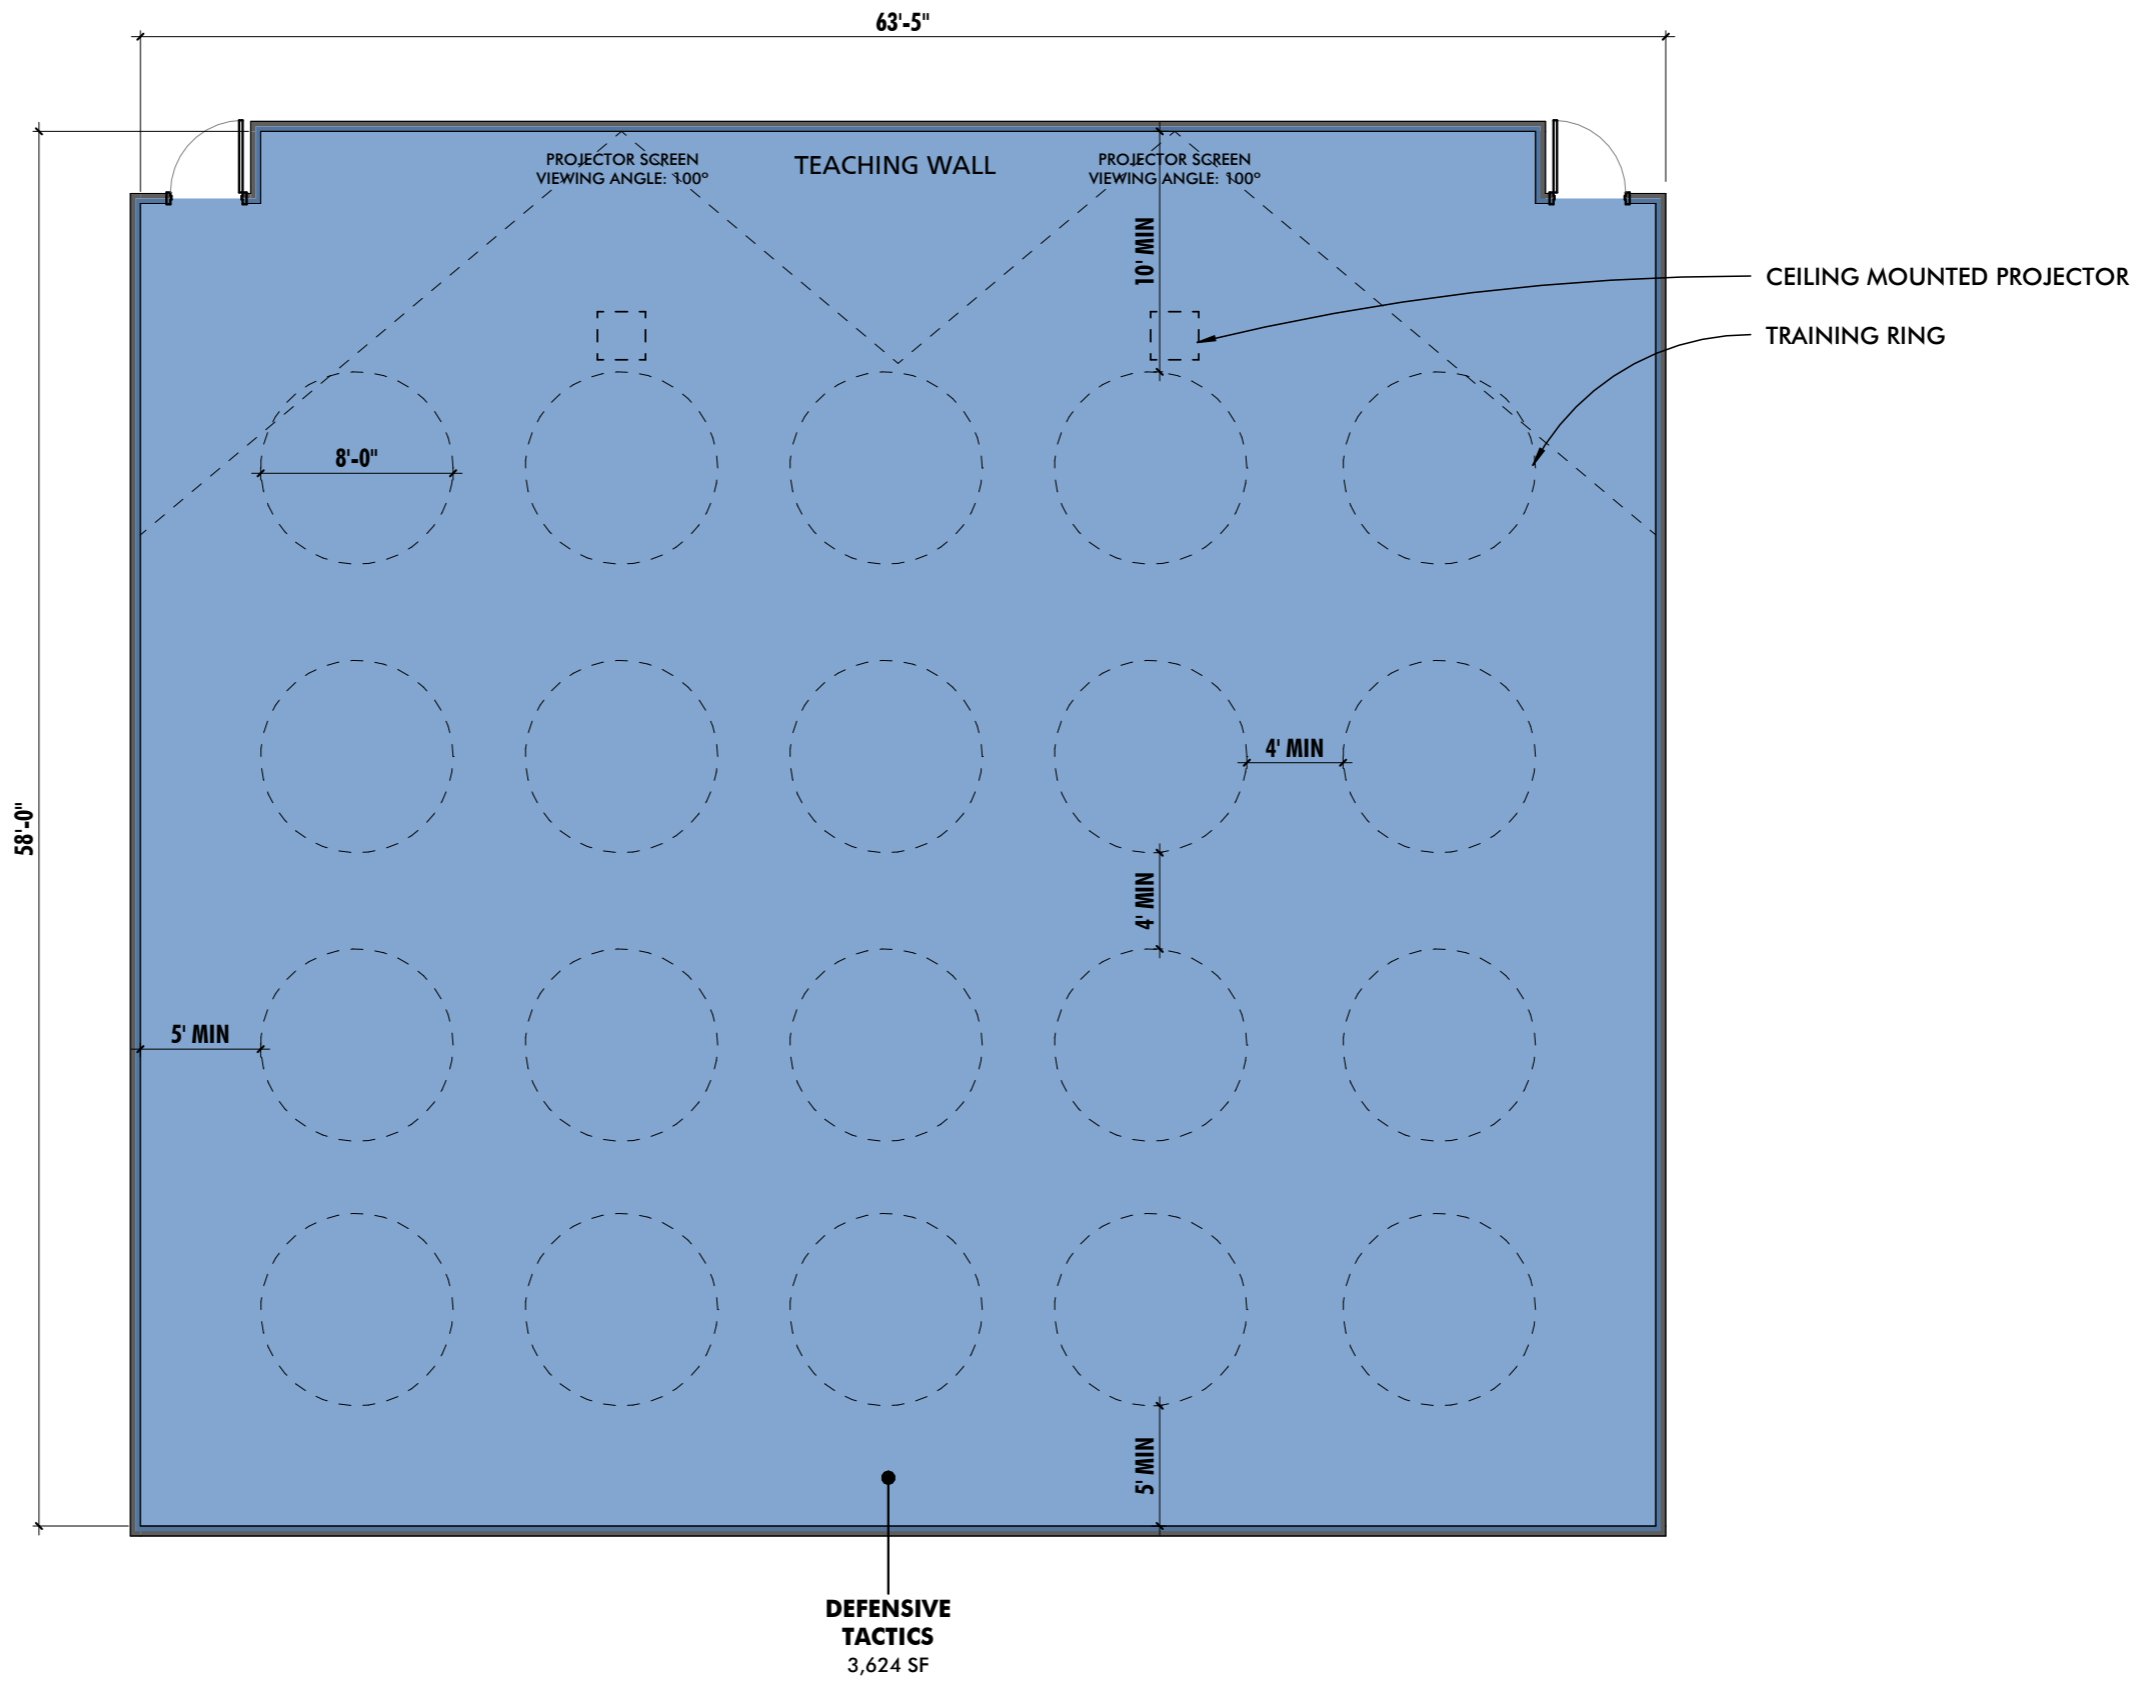 63'-5"
PROJECTOR SCREEN
VIEWING ANGLE: 100°
TEACHING WALL
PROJECTOR SCREEN
VIEWING ANGLE: 100°
10' MIN
CEILING MOUNTED PROJECTOR
TRAINING RING
8'-0"
4' MIN
58'-0"
4' MIN
5' MIN
5' MIN
DEFENSIVE
TACTICS
3,624 SF